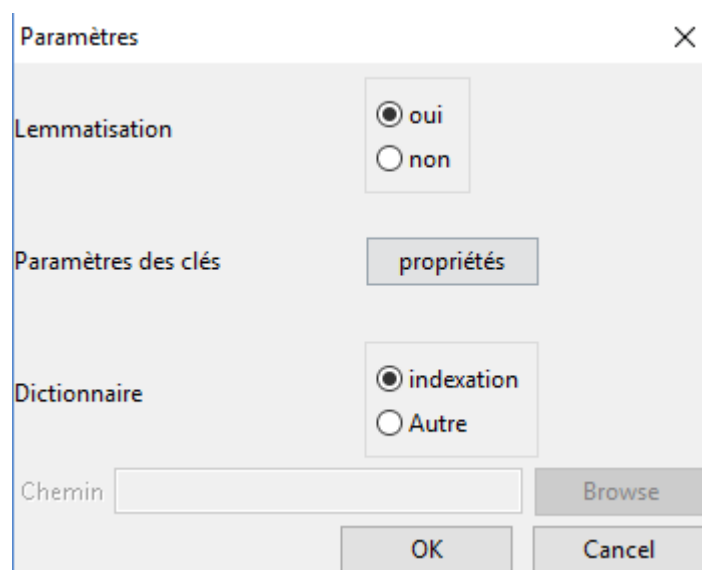 Paramètres
Lemmatisation
oui
non
Paramètres des clés
propriétés
Dictionnaire
indexation
Autre
Chemin
Browse
OK
Cancel